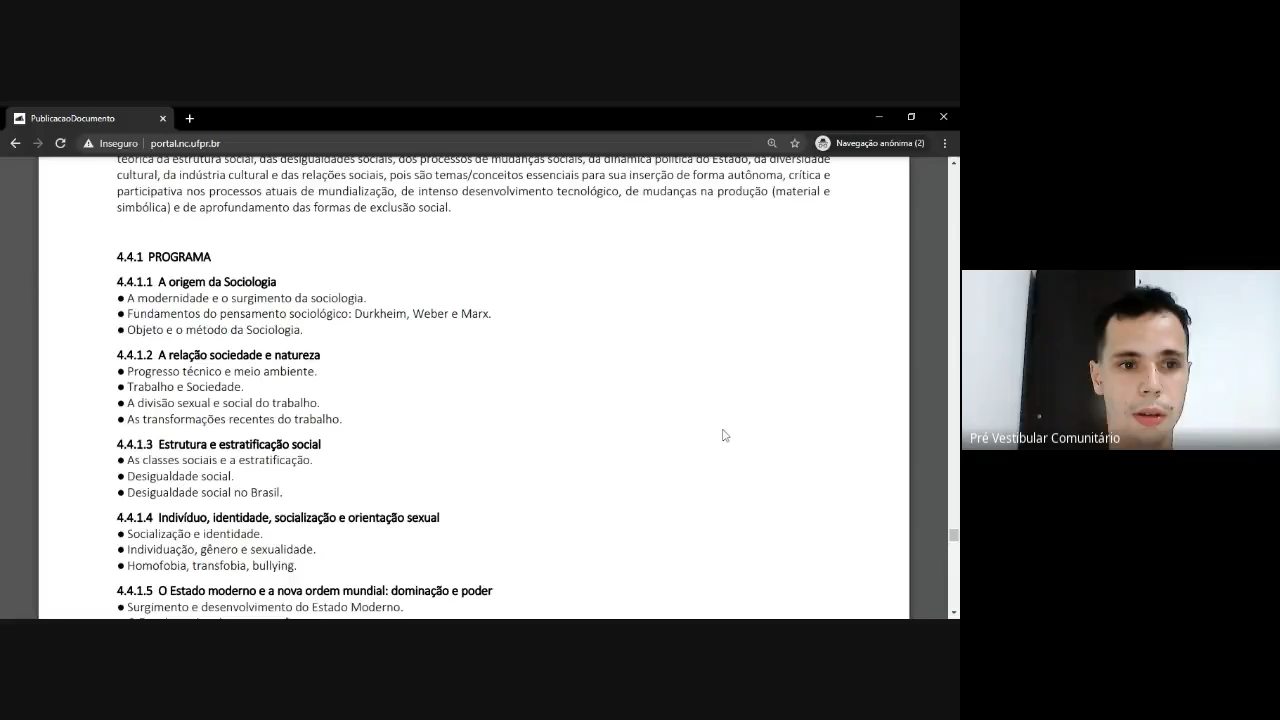 PublicacaoDocumento
Inseguro portal.nc.ufpr.br Navegação anónima (2)
teórica da estrutura social, das desigualdades sociais, dos processos de mudanças sociais, da dinâmica política do Estado, da diversidade
cultural, da indústria cultural e das relações sociais, pois são temas/conceitos essenciais para sua inserção de forma autônoma, crítica e
participativa nos processos atuais de mundialização, de intenso desenvolvimento tecnológico, de mudanças na produção (material e
simbólica) e de aprofundamento das formas de exclusão social.
4.4.1 PROGRAMA
4.4.1.1 A origem da Sociologia
● A modernidade e o surgimento da sociologia.
● Fundamentos do pensamento sociológico: Durkheim, Weber e Marx.
● Objeto e o método da Sociologia.
4.4.1.2 A relação sociedade e natureza
● Progresso técnico e meio ambiente.
● Trabalho e Sociedade.
● A divisão sexual e social do trabalho.
● As transformações recentes do trabalho.
4.4.1.3 Estrutura e estratificação social
● As classes sociais e a estratificação.
● Desigualdade social.
● Desigualdade social no Brasil.
4.4.1.4 Indivíduo, identidade, socialização e orientação sexual
● Socialização e identidade.
● Individuação, gênero e sexualidade.
● Homofobia, transfobia, bullying.
4.4.1.5 O Estado moderno e a nova ordem mundial: dominação e poder
● Surgimento e desenvolvimento do Estado Moderno.
Pré Vestibular Comunitário